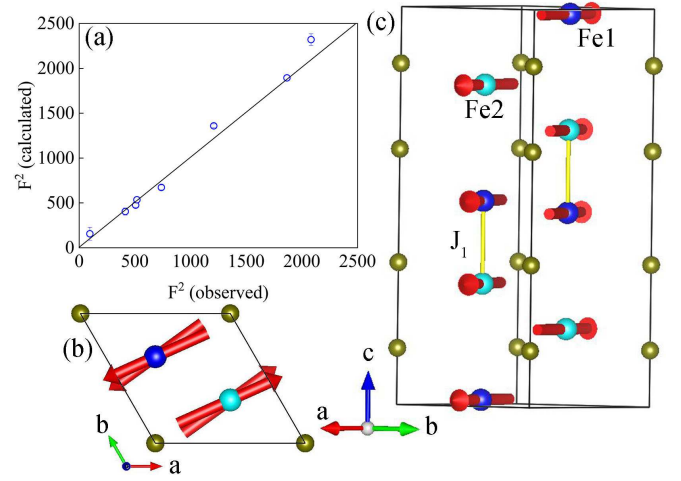 (a)
2500
2000
1500
1000
500
0
0 500 1000 1500 2000 2500
F² (calculated)
F² (observed)
(b)
b
a
(c)
Fe1
Fe2
J₁
c
a
b